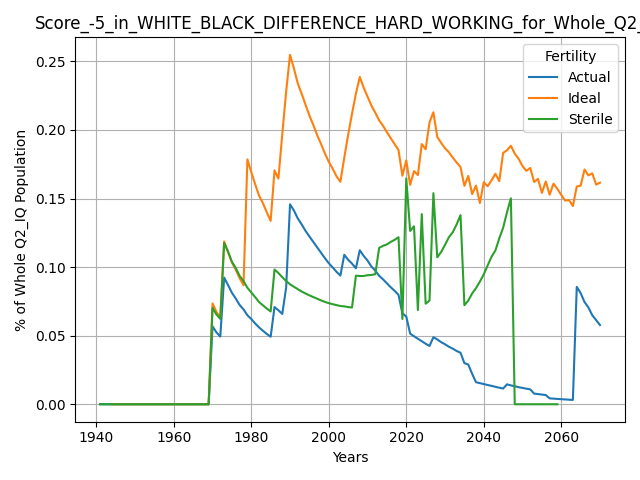 Score_-5_in_WHITE_BLACK_DIFFERENCE_HARD_WORKING_for_Whole_Q2_
Fertility
Actual
Ideal
Sterile
% of Whole Q2_IQ Population
0.25
0.20
0.15
0.10
0.05
0.00
1940 1960 1980 2000 2020 2040 2060
Years